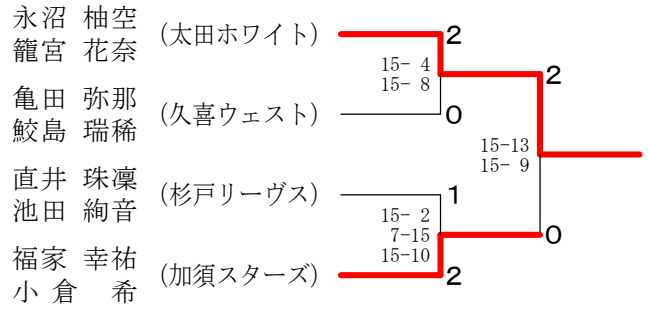 永沼 柚空
籠宮 花奈
(太田ホワイト)
2
15- 4
15- 8
2
亀田 弥那
鮫島 瑞稀
(久喜ウェスト)
0
15-13
15- 9
直井 珠凜
池田 絢音
(杉戸リーヴス)
1
15- 2
7-15
15-10
0
福家 幸祐
小倉 希
(加須スターズ)
2